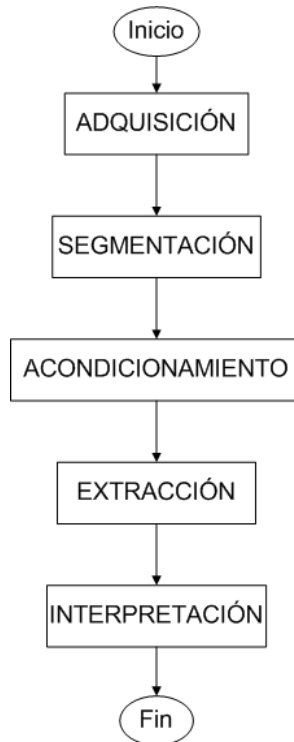 Inicio
ADQUISICIÓN
SEGMENTACIÓN
ACONDICIONAMIENTO
EXTRACCIÓN
INTERPRETACIÓN
Fin